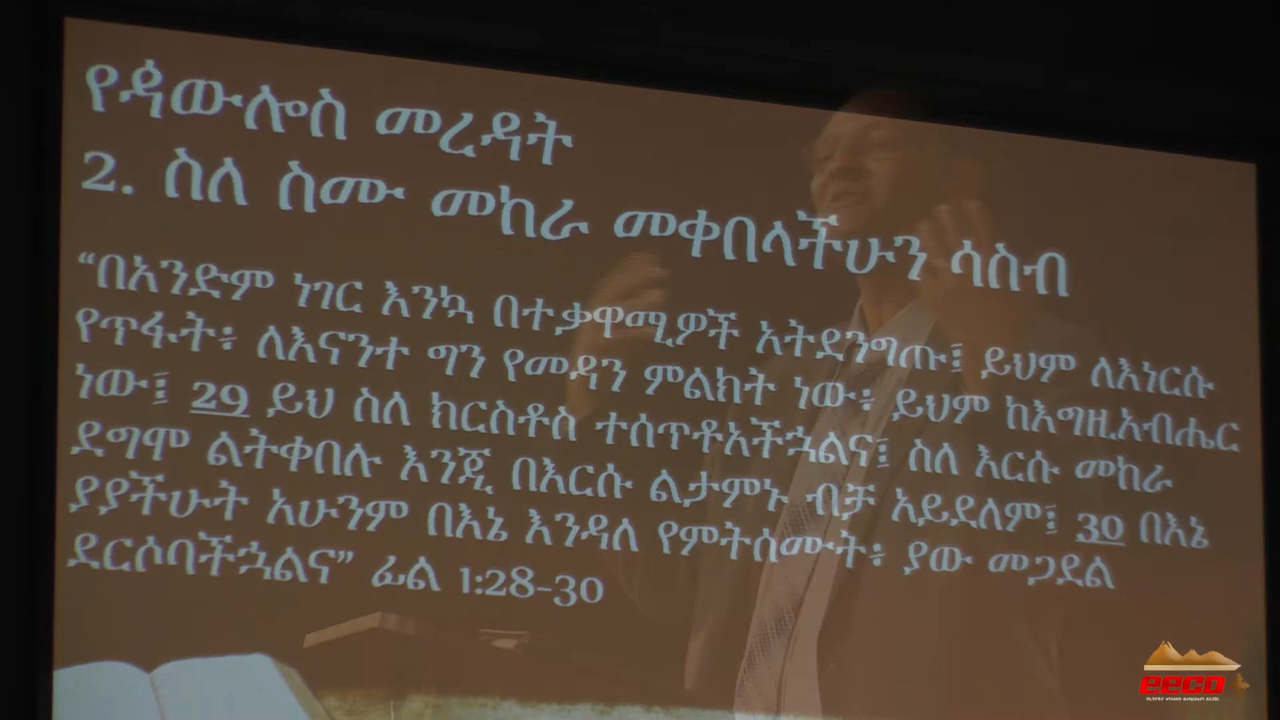 የጳውሎስ መረዳት
2. ስለ ስሙ መከራ መቀበላችሁን ሳስብ
“በአንድም ነገር እንኳ በተቃዋሚዎች አትደንግጡ፤ ይህም ለእነርሱ
የጥፋት፥ ለእናንተ ግን የመዳን ምልክት ነው፥ ይህም ከእግዚአብሔር
ነው፤ 29 ይህ ስለ ክርስቶስ ተሰጥቶአችኋልና፤ ስለ እርሱ መከራ
ደግሞ ልትቀበሉ እንጂ በእርሱ ልታምኑ ብቻ አይደለም፤ 30 በእኔ
ያያችሁት አሁንም በእኔ እንዳለ የምትሰሙት፥ ያው መጋደል
ደርሶባችኋልና” ፊል 1:28-30
eecd